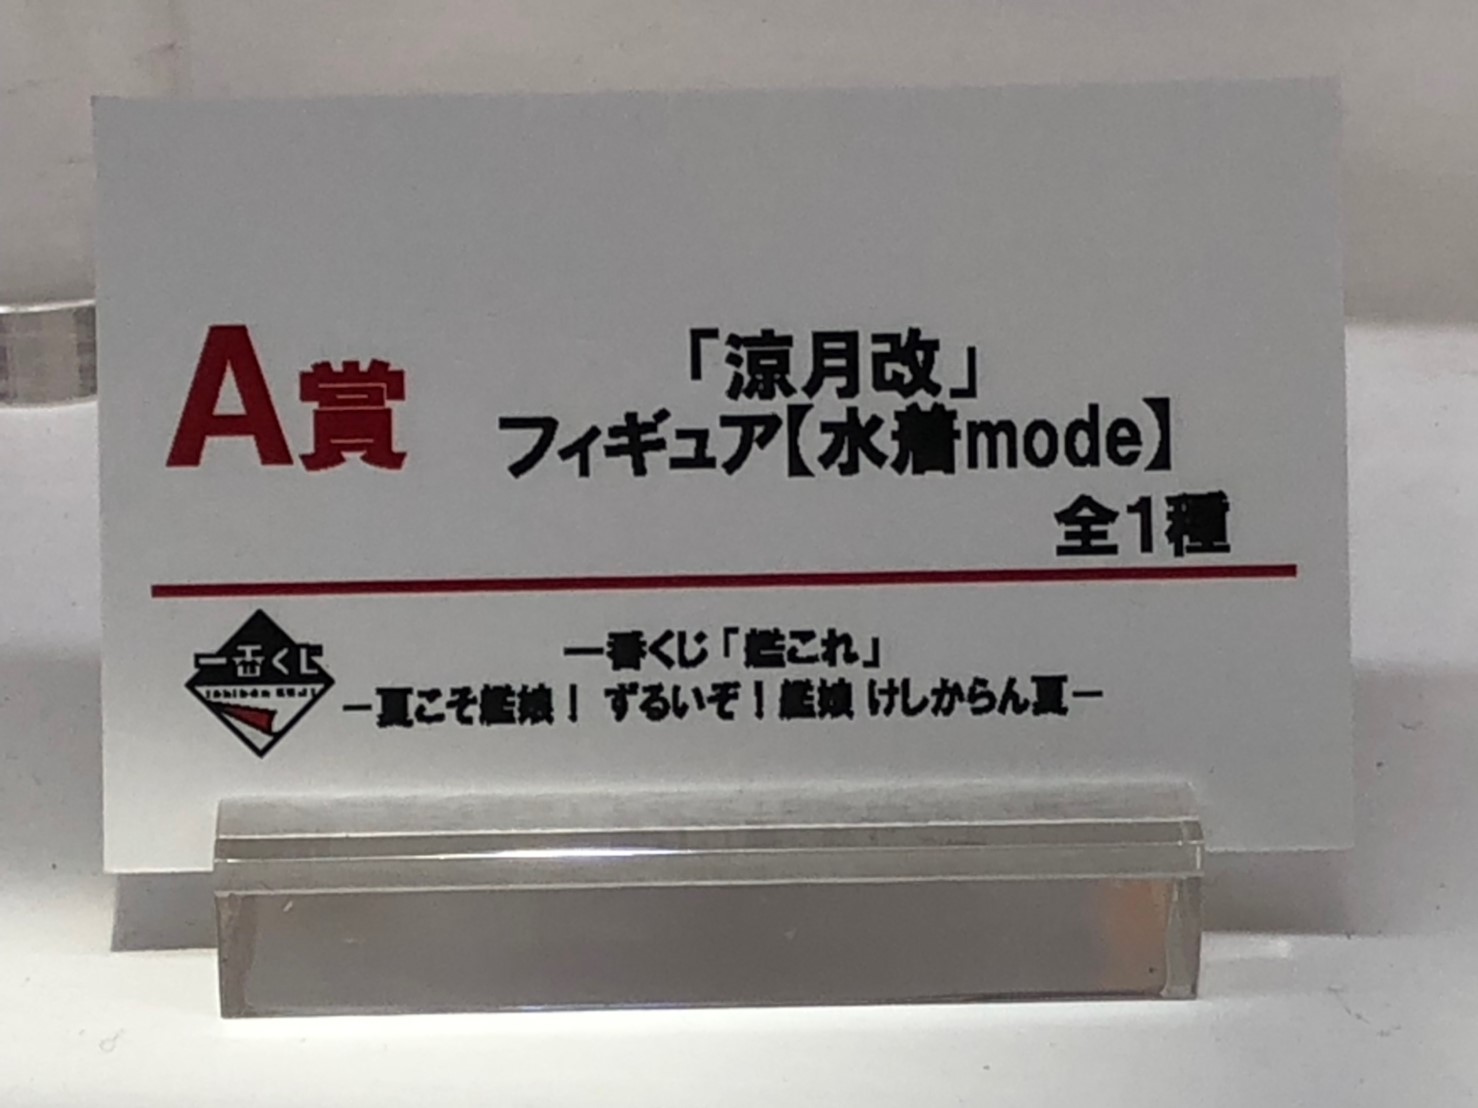 A賞
「涼月改」
フィギュア【水着mode】
全1種
一番くじ
ichiban KUJI
一番くじ「艦これ」
－夏こそ艦娘！ ずるいぞ！艦娘 けしからん夏－